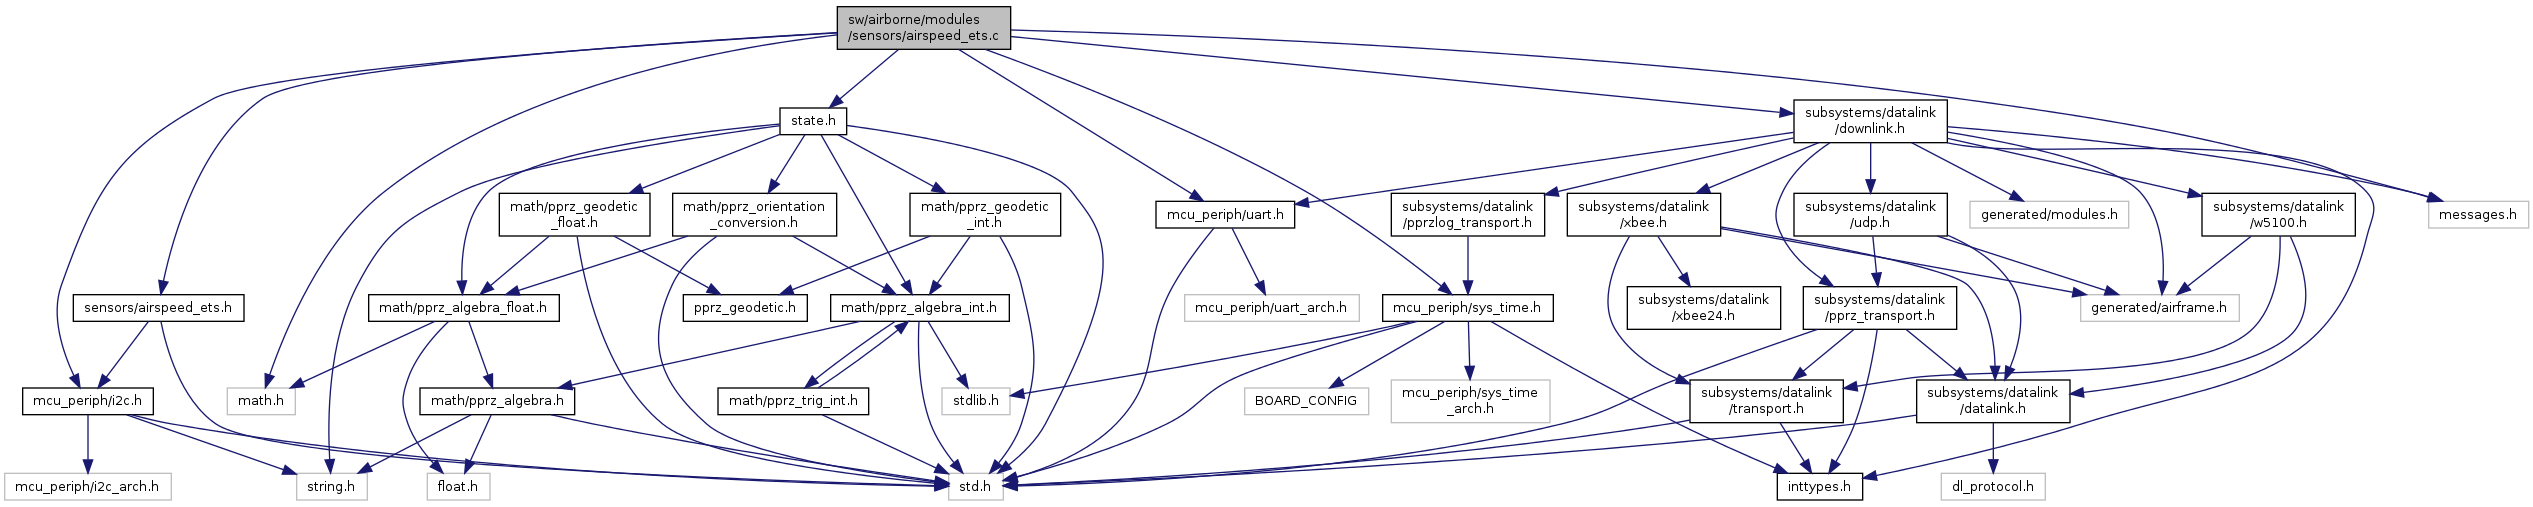 sw/airborne/modules
/sensors/airspeed_ets.c
state.h
subsystems/datalink
/downlink.h
math/pprz_geodetic
_float.h
math/pprz_orientation
_conversion.h
math/pprz_geodetic
_int.h
mcu_periph/uart.h
subsystems/datalink
/pprzlog_transport.h
subsystems/datalink
/xbee.h
subsystems/datalink
/udp.h
generated/modules.h
subsystems/datalink
/w5100.h
messages.h
sensors/airspeed_ets.h
math/pprz_algebra_float.h
pprz_geodetic.h
math/pprz_algebra_int.h
mcu_periph/uart_arch.h
mcu_periph/sys_time.h
subsystems/datalink
/xbee24.h
subsystems/datalink
/pprz_transport.h
generated/airframe.h
mcu_periph/i2c.h
math.h
math/pprz_algebra.h
math/pprz_trig_int.h
stdlib.h
BOARD_CONFIG
mcu_periph/sys_time
_arch.h
subsystems/datalink
/transport.h
subsystems/datalink
/datalink.h
mcu_periph/i2c_arch.h
string.h
float.h
std.h
inttypes.h
dl_protocol.h